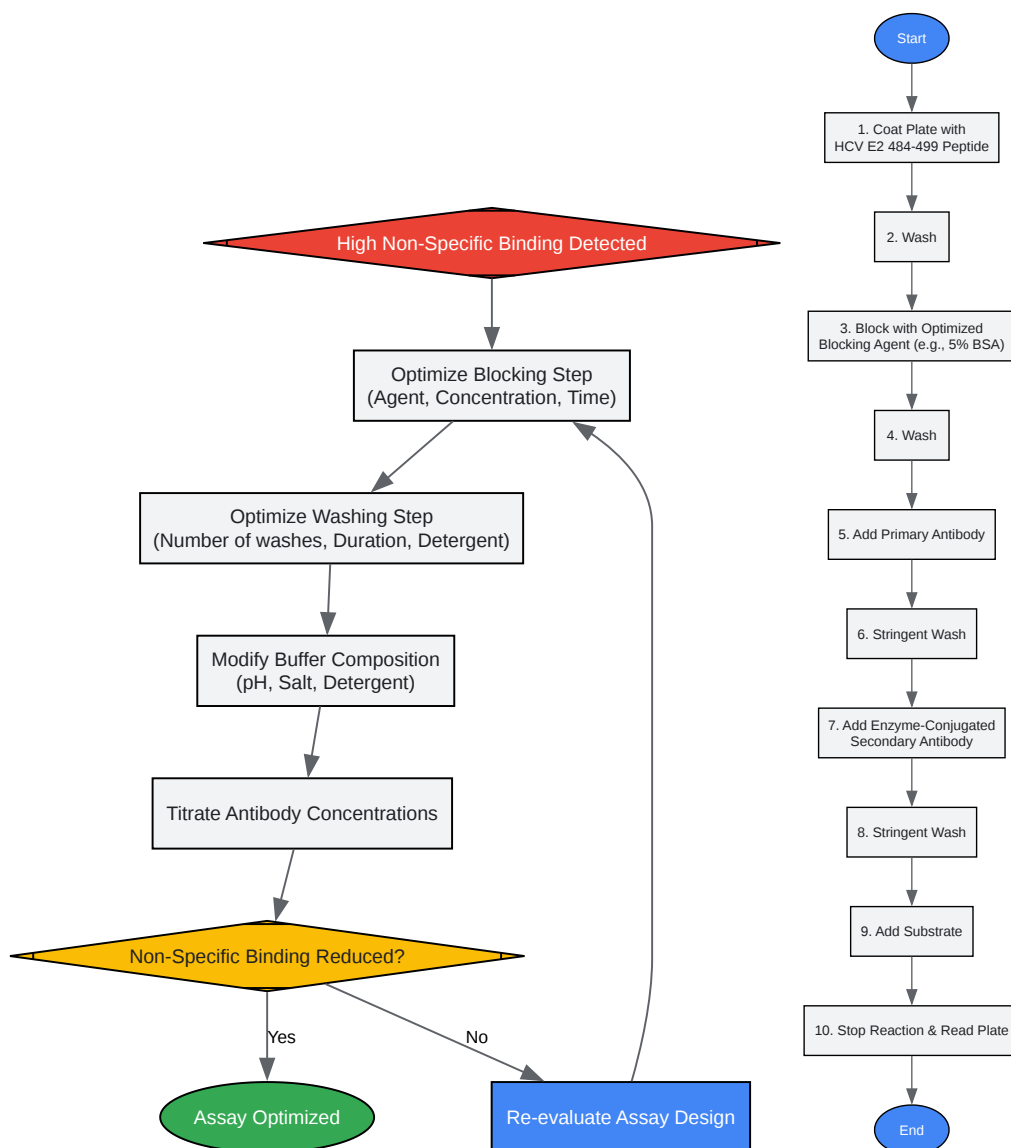 High Non-Specific Binding Detected
Optimize Blocking Step
(Agent, Concentration, Time)
Optimize Washing Step
(Number of washes, Duration, Detergent)
Modify Buffer Composition
(pH, Salt, Detergent)
Titrate Antibody Concentrations
Non-Specific Binding Reduced?
Yes
No
Assay Optimized
Re-evaluate Assay Design
Start
1. Coat Plate with
HCV E2 484-499 Peptide
2. Wash
3. Block with Optimized
Blocking Agent (e.g., 5% BSA)
4. Wash
5. Add Primary Antibody
6. Stringent Wash
7. Add Enzyme-Conjugated
Secondary Antibody
8. Stringent Wash
9. Add Substrate
10. Stop Reaction & Read Plate
End